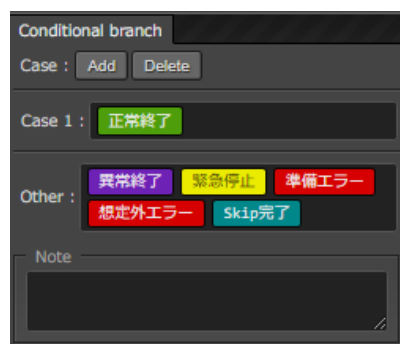 Conditional branch
Case : Add Delete
Case 1 : 正常終了
Other : 異常終了 緊急停止 準備エラー
想定外エラー Skip完了
Note